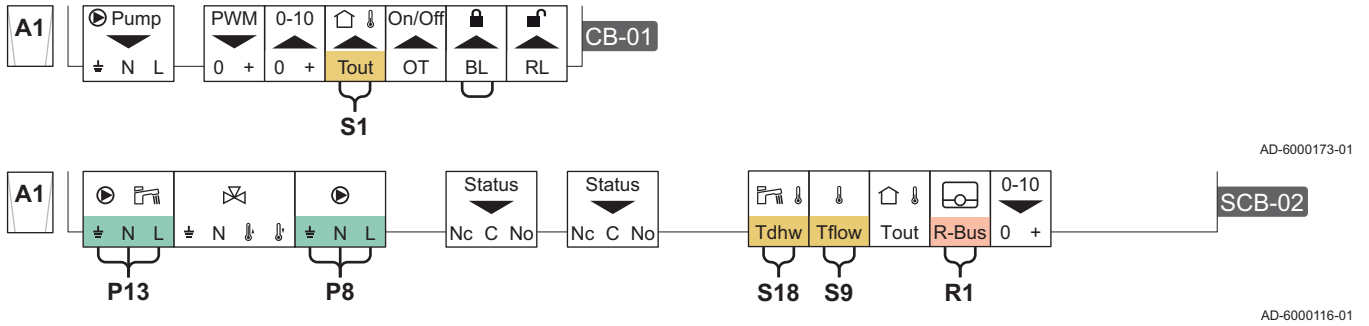 A1
Pump PWM 0-10 On/Off
CB-01
N L 0 + 0 + Tout OT BL RL
S1
AD-6000173-01
A1
Status Status 0-10
SCB-02
N L N N L Nc C No Nc C No Tdhw Tflow Tout R-Bus 0 +
P13 P8 S18 S9 R1
AD-6000116-01